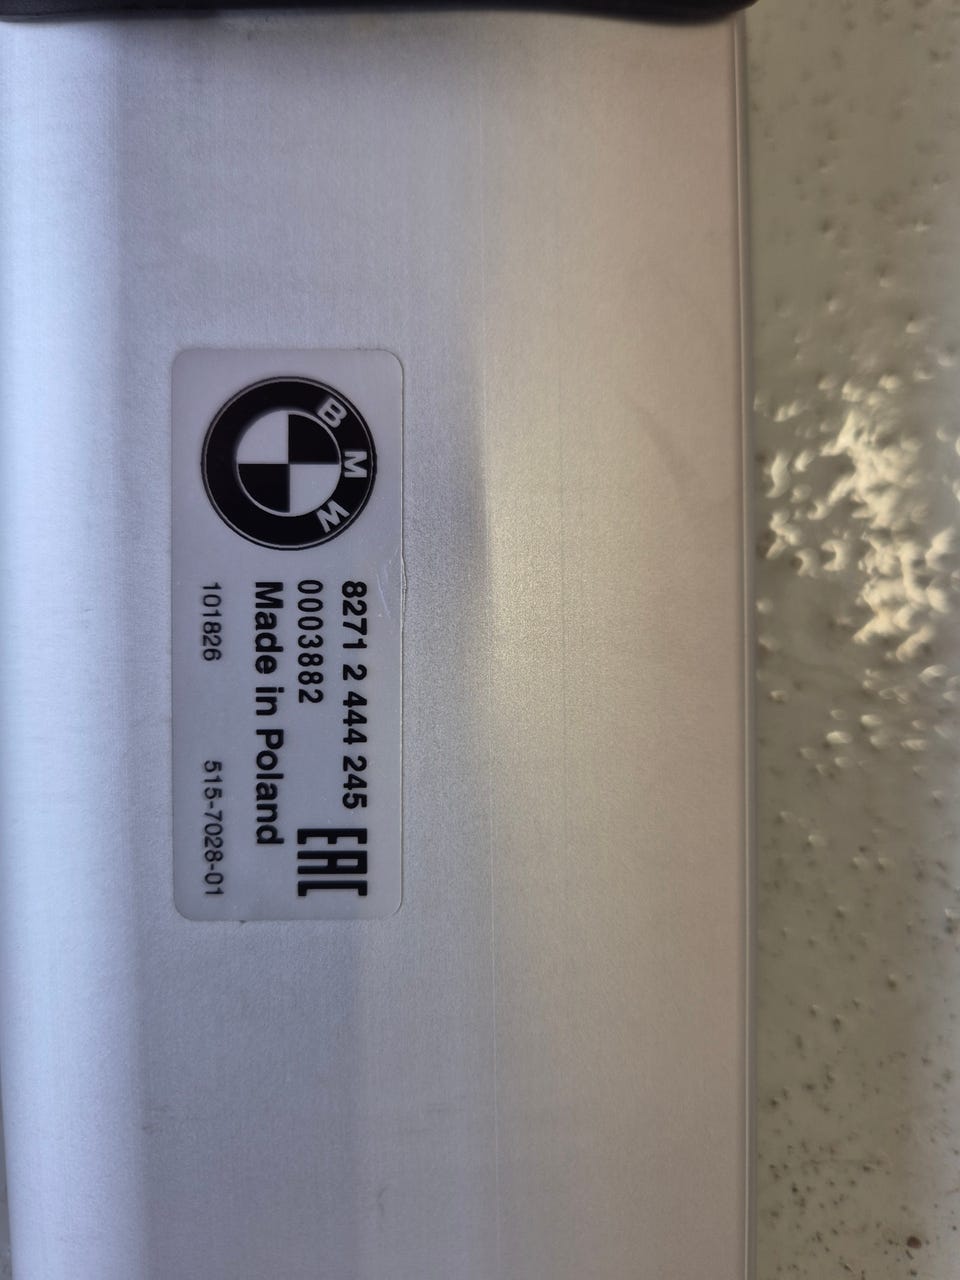 BMW
8271 2 444 245
0003882
EAC
Made in Poland
101826 515-7028-01